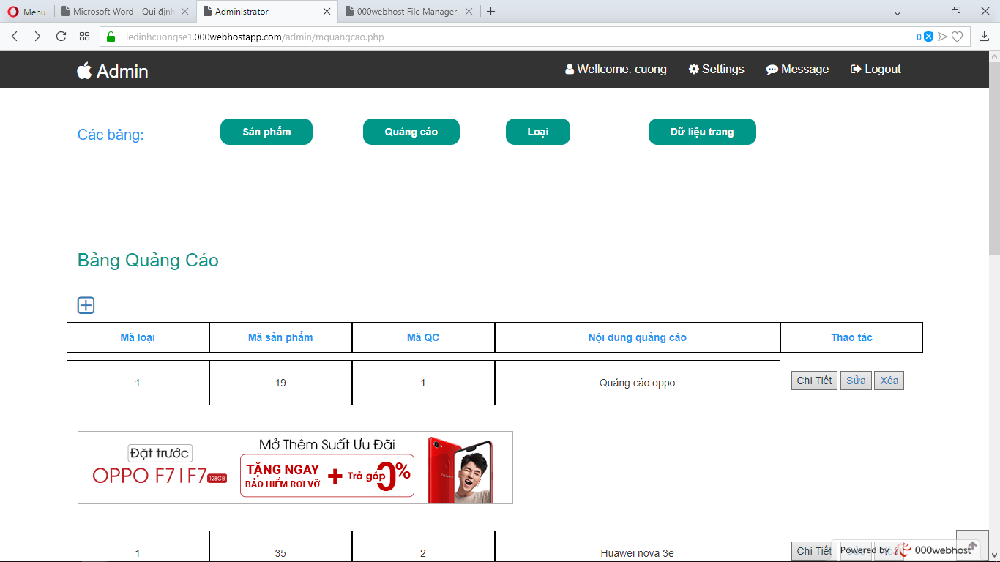 Menu
Microsoft Word - Qui định
Administrator
000webhost File Manager
ledinhcuongse1.000webhostapp.com/admin/mquangcao.php
0
Admin
Wellcome: cuong
Settings
Message
Logout
Các bảng:
Sản phẩm
Quảng cáo
Loại
Dữ liệu trang
Bảng Quảng Cáo
Mã loại
Mã sản phẩm
Mã QC
Nội dung quảng cáo
Thao tác
1
19
1
Quảng cáo oppo
Chi Tiết
Sửa
Xóa
Đặt trước
OPPO F7 | F7 128GB
Mở Thêm Suất Ưu Đãi
TẶNG NGAY
BẢO HIỂM RƠI VỠ
+ Trả góp 0%
1
35
2
Huawei nova 3e
Chi Tiết
Powered by 000webhost